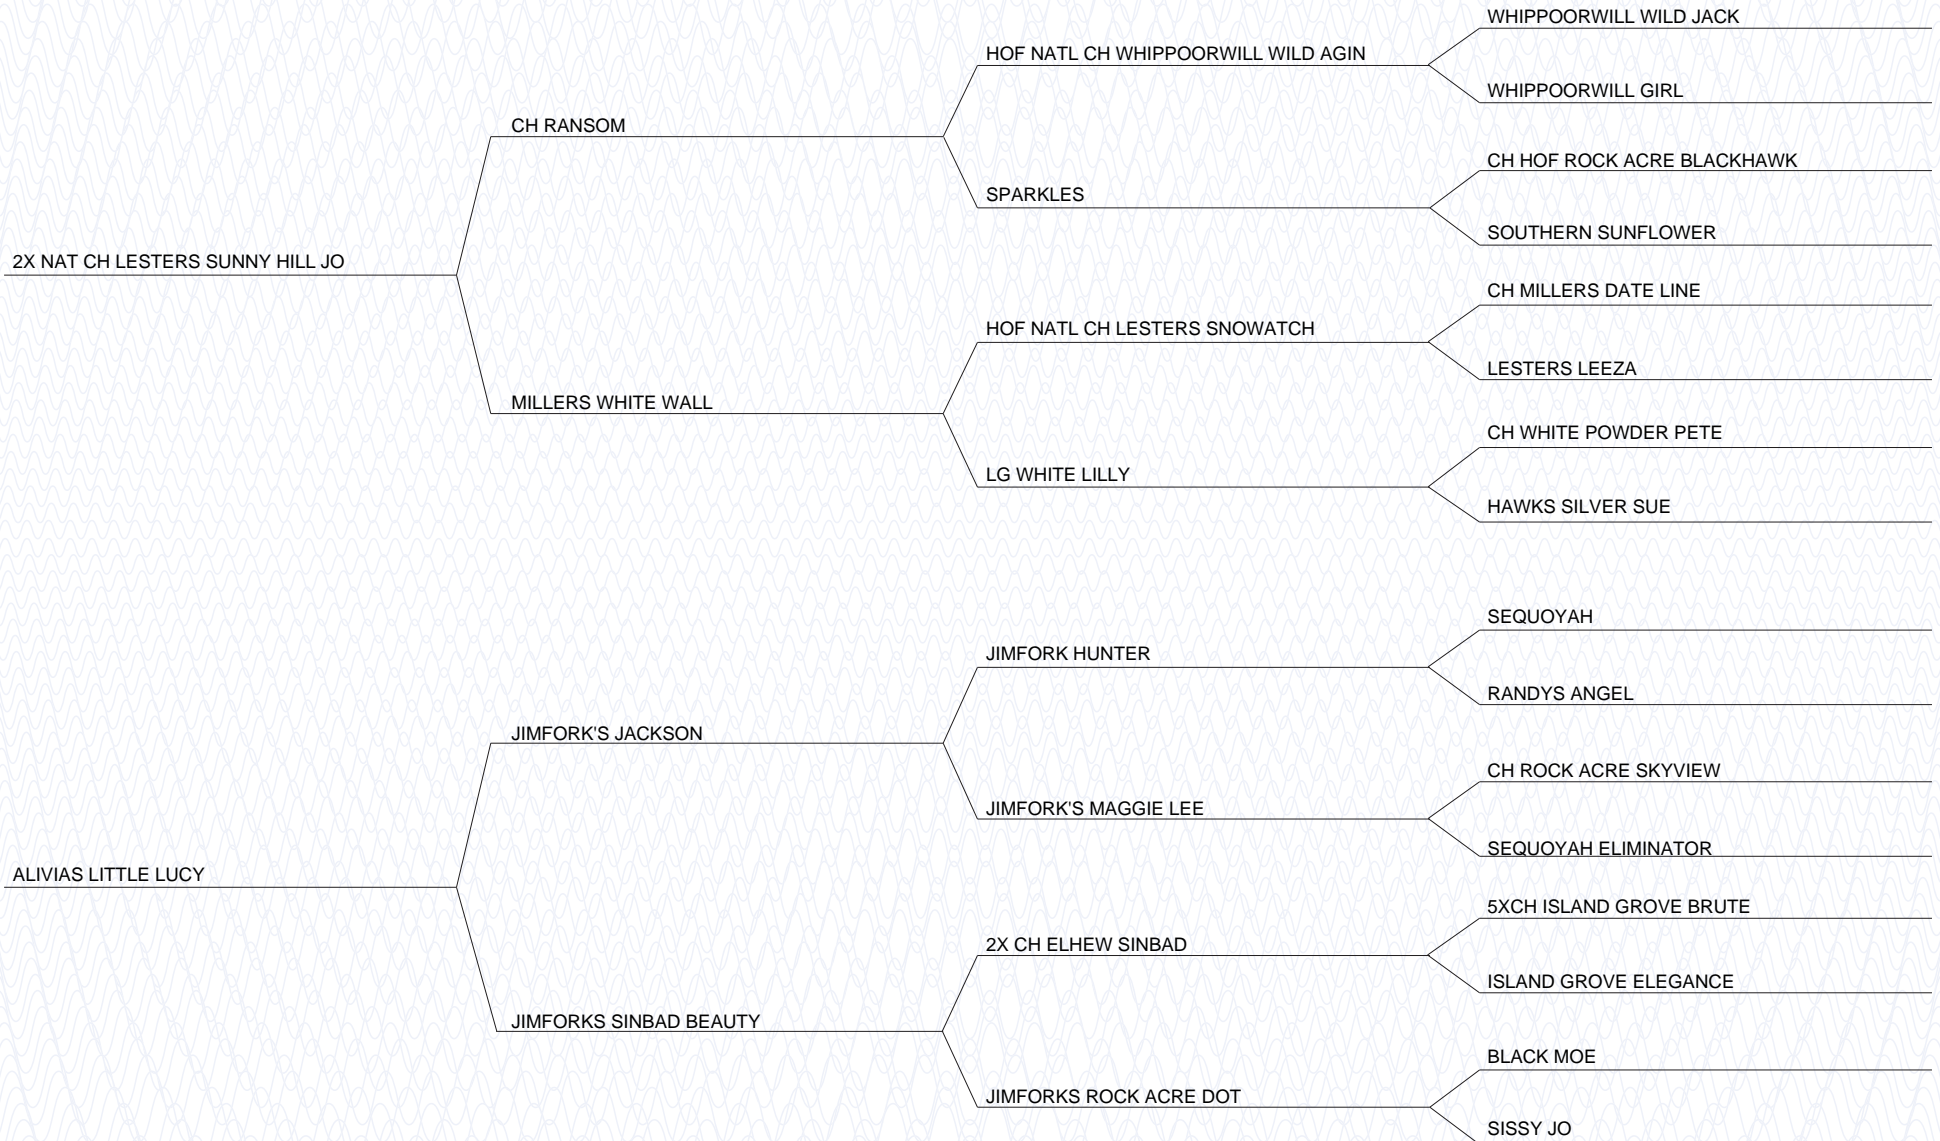 WHIPPOORWILL WILD JACK
HOF NATL CH WHIPPOORWILL WILD AGIN
WHIPPOORWILL GIRL
CH RANSOM
CH HOF ROCK ACRE BLACKHAWK
SPARKLES
SOUTHERN SUNFLOWER
2X NAT CH LESTERS SUNNY HILL JO
CH MILLERS DATE LINE
HOF NATL CH LESTERS SNOWATCH
LESTERS LEEZA
MILLERS WHITE WALL
CH WHITE POWDER PETE
LG WHITE LILLY
HAWKS SILVER SUE
SEQUOYAH
JIMFORK HUNTER
RANDYS ANGEL
JIMFORK'S JACKSON
CH ROCK ACRE SKYVIEW
JIMFORK'S MAGGIE LEE
SEQUOYAH ELIMINATOR
ALIVIAS LITTLE LUCY
5XCH ISLAND GROVE BRUTE
2X CH ELHEW SINBAD
ISLAND GROVE ELEGANCE
JIMFORKS SINBAD BEAUTY
BLACK MOE
JIMFORKS ROCK ACRE DOT
SISSY JO